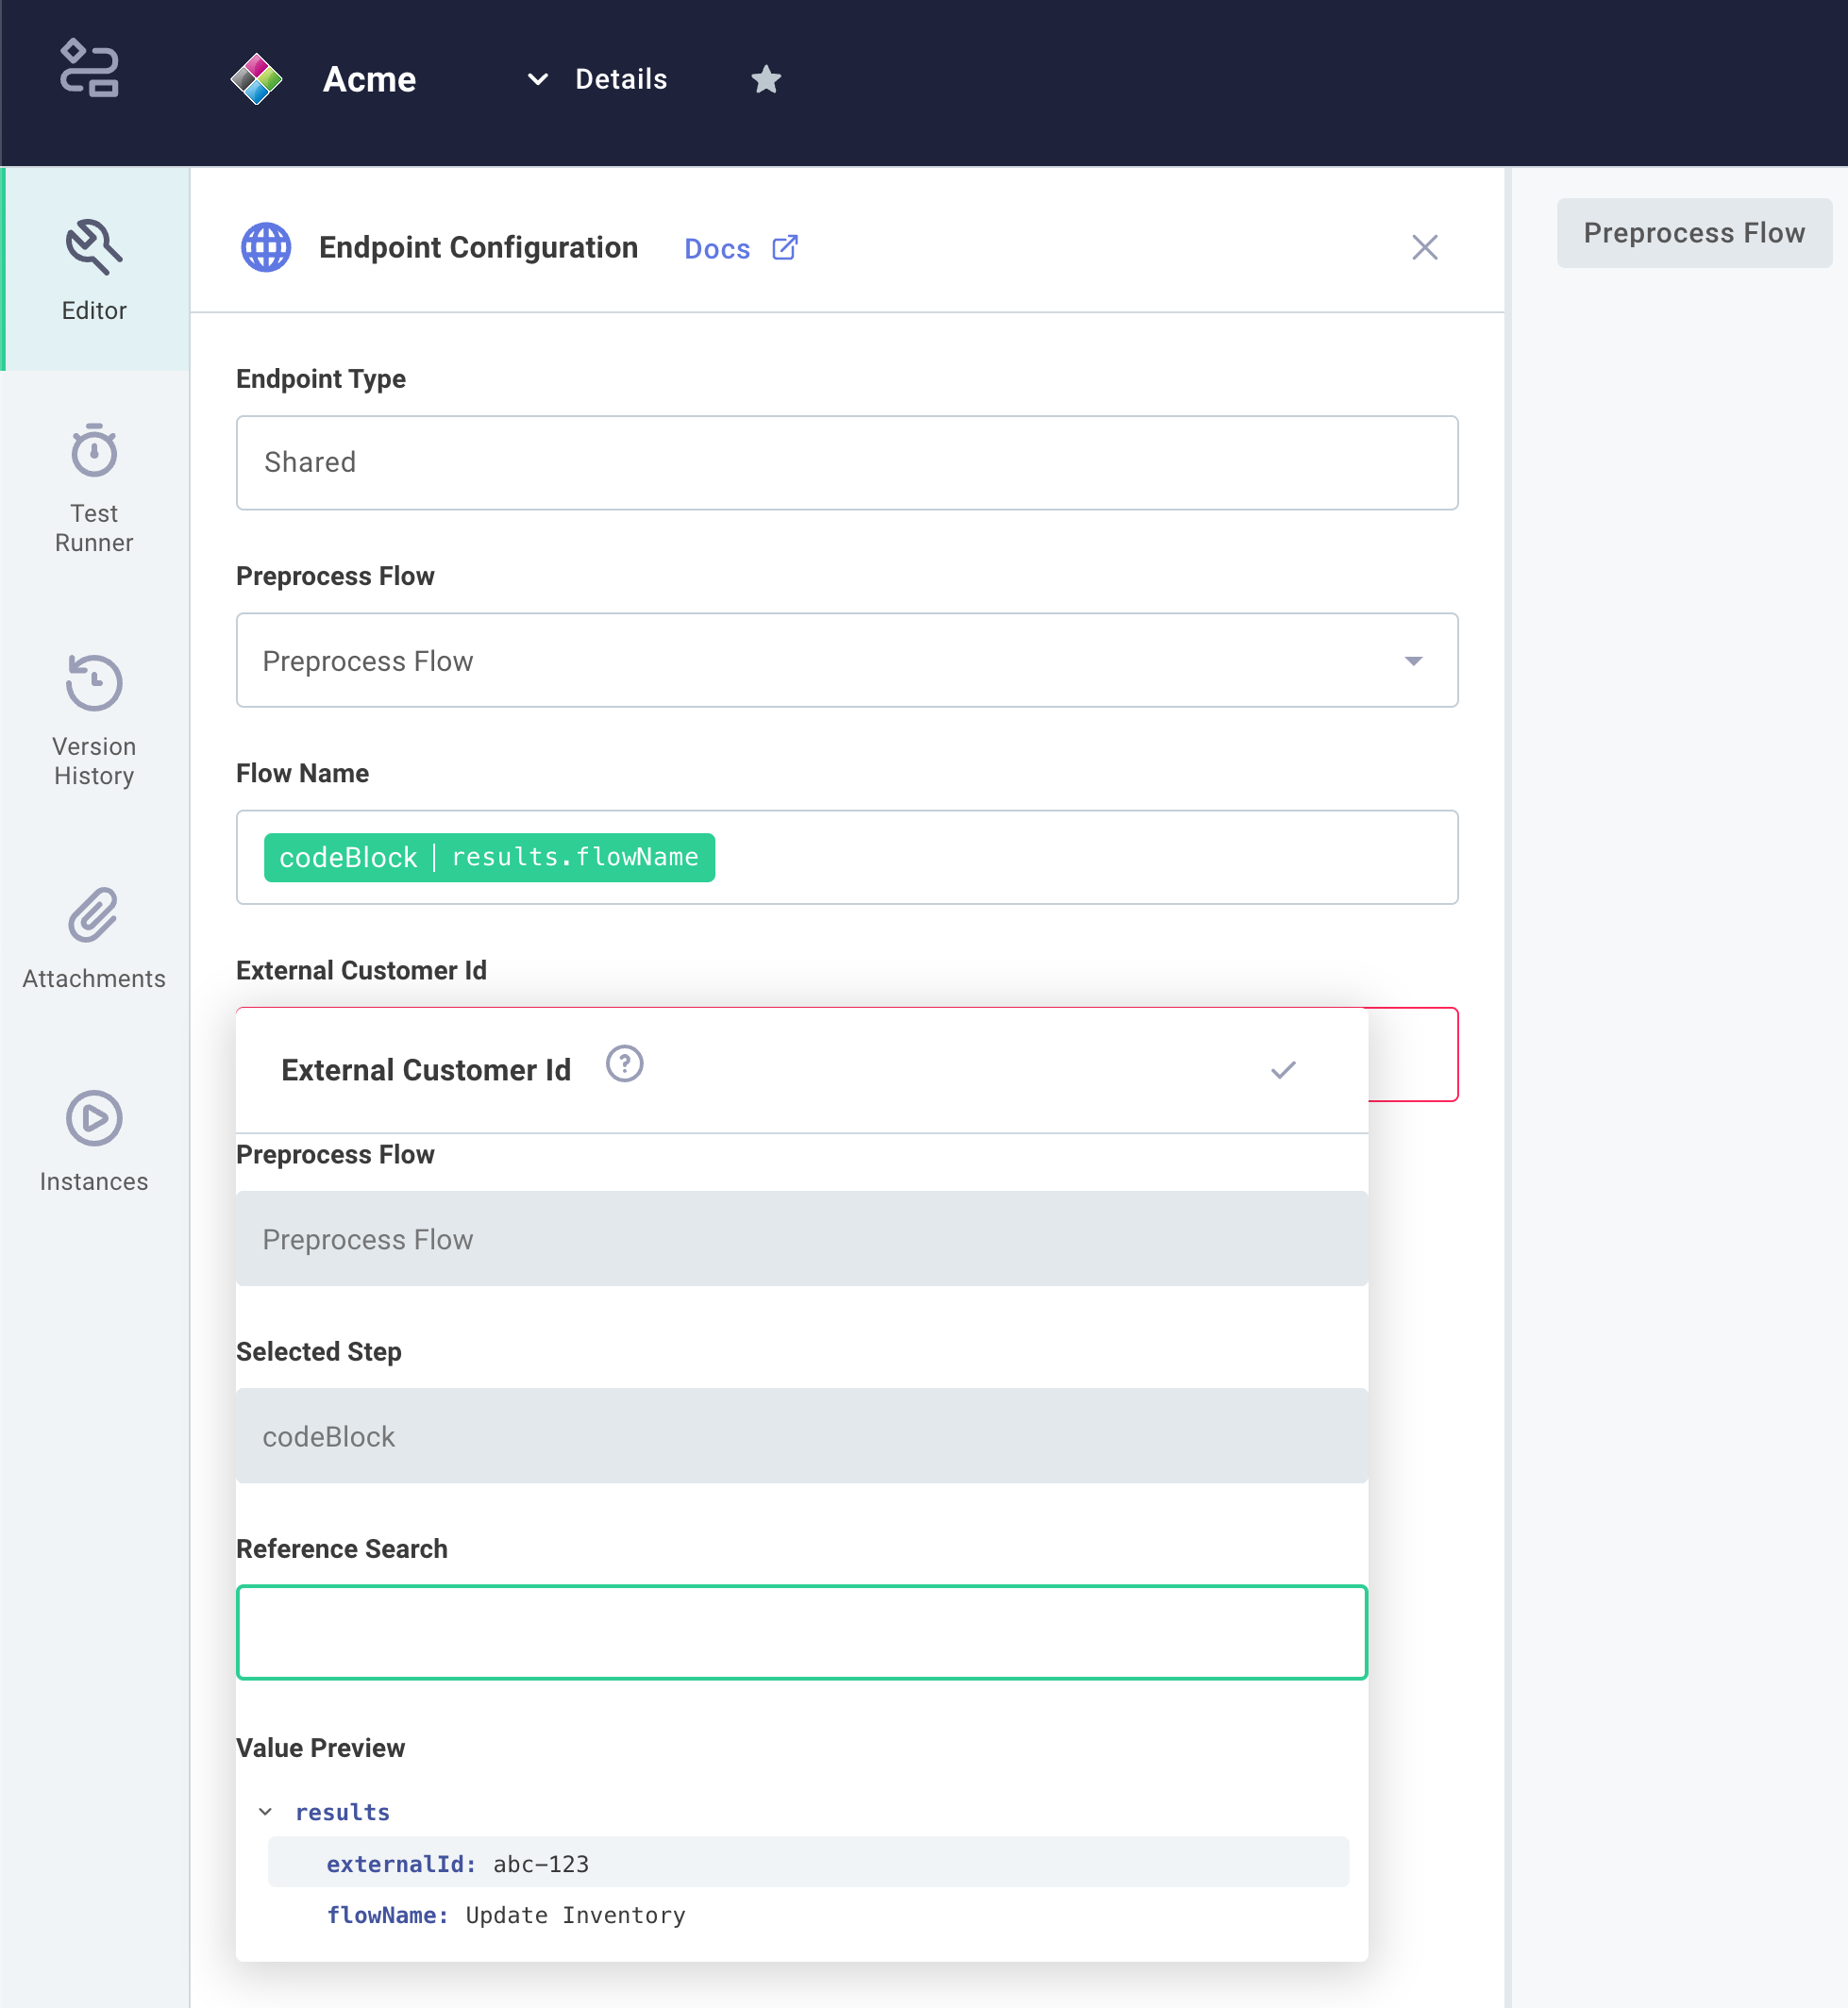 Acme
Details
Editor
Test
Runner
Version
History
Attachments
Instances
Endpoint Configuration Docs
Preprocess Flow
Endpoint Type
Shared
Preprocess Flow
Preprocess Flow
Flow Name
codeBlock | results.flowName
External Customer Id
External Customer Id ?
Preprocess Flow
Preprocess Flow
Selected Step
codeBlock
Reference Search
Value Preview
results
externalId: abc-123
flowName: Update Inventory